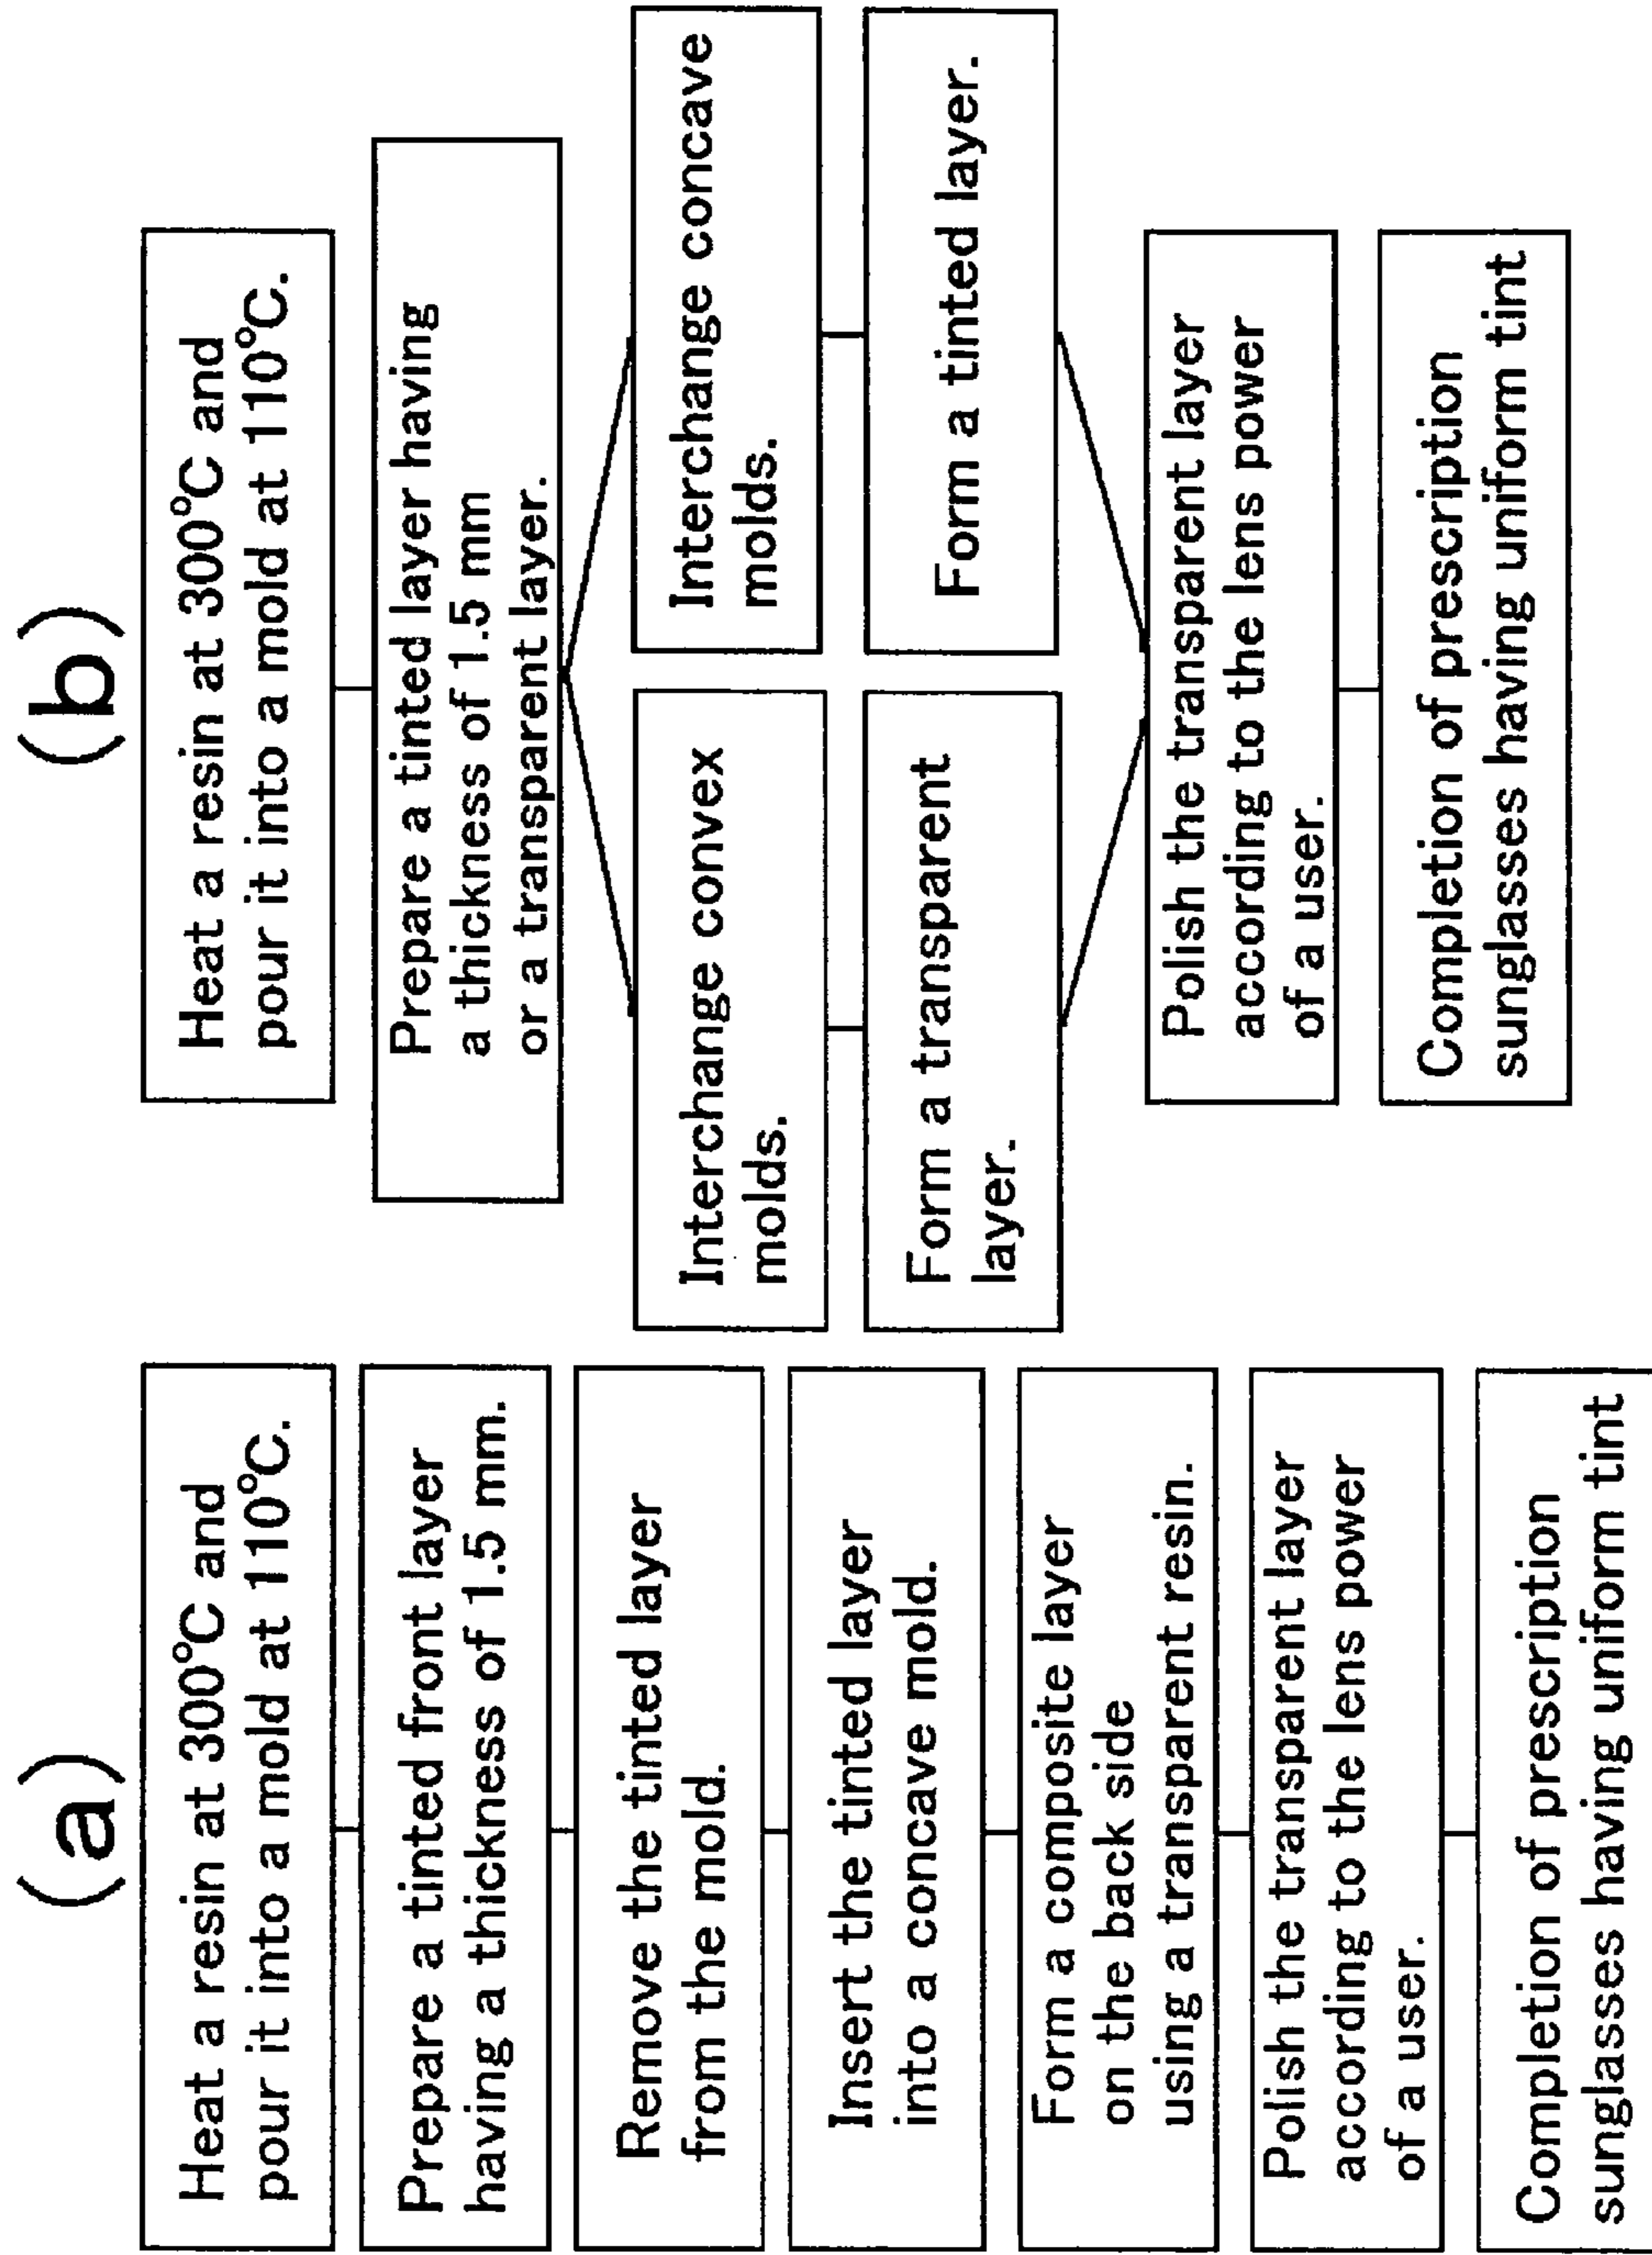 (a)
Heat a resin at 300°C and
pour it into a mold at 110°C.
Prepare a tinted front layer
having a thickness of 1.5 mm.
Remove the tinted layer
from the mold.
Insert the tinted layer
into a concave mold.
Form a composite layer
on the back side
using a transparent resin.
Polish the transparent layer
according to the lens power
of a user.
Completion of prescription
sunglasses having uniform tint
(b)
Heat a resin at 300°C and
pour it into a mold at 110°C.
Prepare a tinted layer having
a thickness of 1.5 mm
or a transparent layer.
Interchange convex
molds.
Form a transparent
layer.
Interchange concave
molds.
Form a tinted layer.
Polish the transparent layer
according to the lens power
of a user.
Completion of prescription
sunglasses having uniform tint